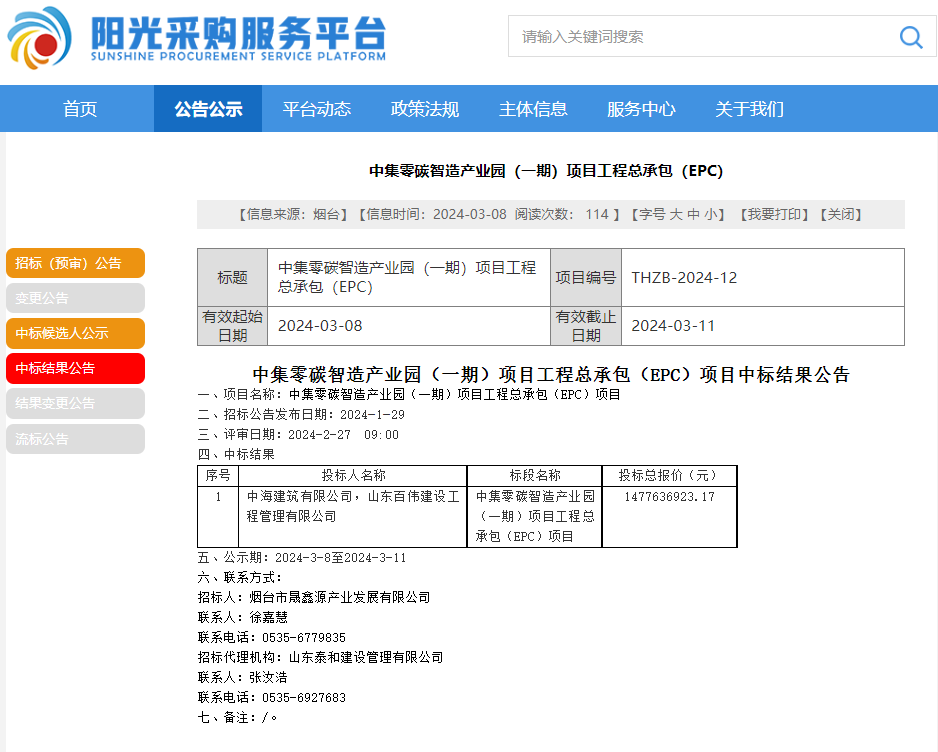 阳光采购服务平台
SUNSHINE PROCUREMENT SERVICE PLATFORM
请输入关键词搜索
首页 公告公示 平台动态 政策法规 主体信息 服务中心 关于我们
中集零碳智造产业园（一期）项目工程总承包（EPC）
【信息来源：烟台】【信息时间：2024-03-08 阅读次数： 114 】【字号 大 中 小】【我要打印】【关闭】
招标（预审）公告
变更公告
中标候选人公示
中标结果公告
结果变更公告
流标公告
标题 中集零碳智造产业园（一期）项目工程
总承包（EPC） 项目编号 THZB-2024-12
有效起始
日期 2024-03-08 有效截止
日期 2024-03-11
中集零碳智造产业园（一期）项目工程总承包（EPC）项目中标结果公告
一、项目名称：中集零碳智造产业园（一期）项目工程总承包（EPC）项目
二、招标公告发布日期：2024-1-29
三、评审日期：2024-2-27 09:00
四、中标结果
序号 投标人名称 标段名称 投标总报价（元）
1 中海建筑有限公司，山东百伟建设工
程管理有限公司 中集零碳智造产业园
（一期）项目工程总
承包（EPC）项目 1477636923.17
五、公示期：2024-3-8至2024-3-11
六、联系方式：
招标人：烟台市晟鑫源产业发展有限公司
联系人：徐嘉慧
联系电话：0535-6779835
招标代理机构：山东泰和建设管理有限公司
联系人：张汝浩
联系电话：0535-6927683
七、备注：/。